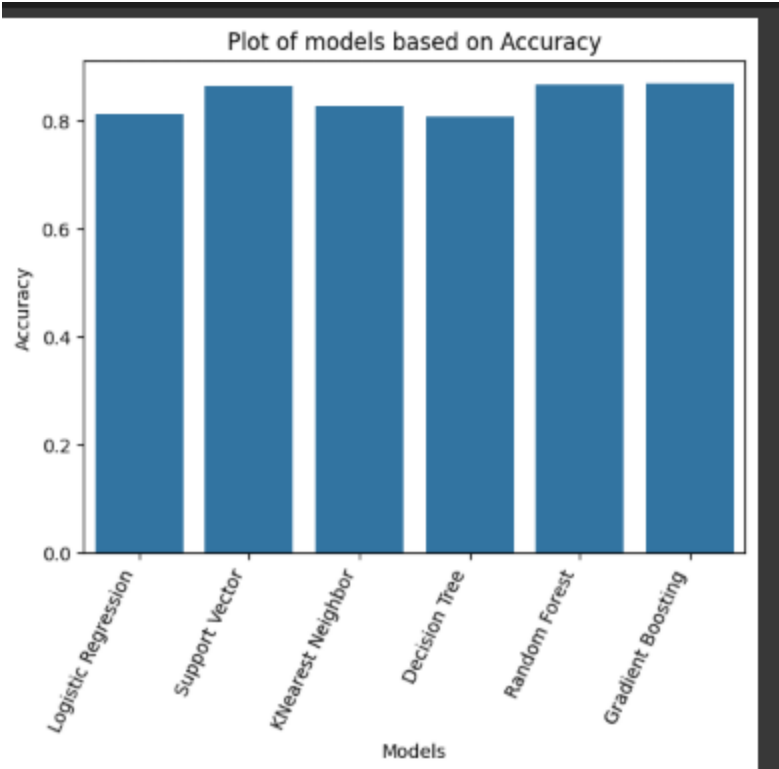 Plot of models based on Accuracy
0.8
0.6
0.4
0.2
0.0
Accuracy
Logistic Regression
Support Vector
KNearest Neighbor
Decision Tree
Random Forest
Gradient Boosting
Models